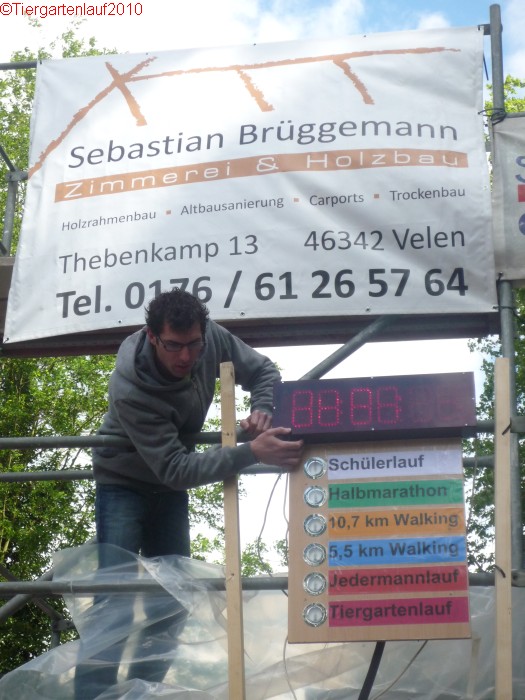 ©Tiergartenlauf2010
Sebastian Brüggemann
Zimmerei & Holzbau
Holzrahmenbau ▪ Altbausanierung ▪ Carports ▪ Trockenbau
Thebenkamp 13 46342 Velen
Tel. 0176 / 61 26 57 64
Schülerlauf
Halbmarathon
10,7 km Walking
5,5 km Walking
Jedermannlauf
Tiergartenlauf